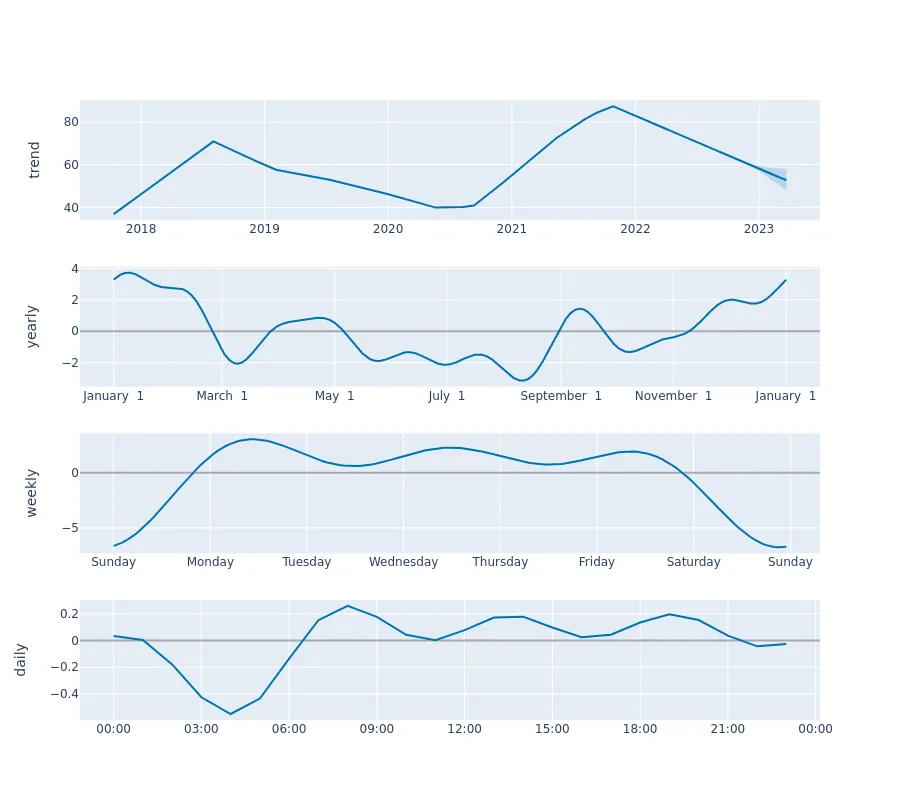 trend
80
60
40
2018 2019 2020 2021 2022 2023
yearly
4
2
0
−2
January 1 March 1 May 1 July 1 September 1 November 1 January 1
weekly
0
−5
Sunday Monday Tuesday Wednesday Thursday Friday Saturday Sunday
daily
0.2
0
−0.2
−0.4
00:00 03:00 06:00 09:00 12:00 15:00 18:00 21:00 00:00